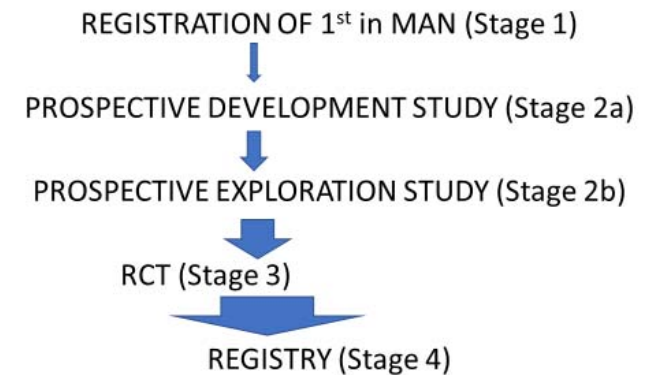 REGISTRATION OF 1st in MAN (Stage 1)
PROSPECTIVE DEVELOPMENT STUDY (Stage 2a)
PROSPECTIVE EXPLORATION STUDY (Stage 2b)
RCT (Stage 3)
REGISTRY (Stage 4)